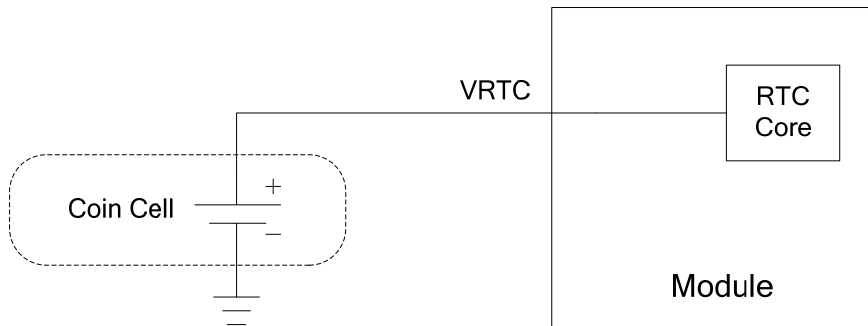 VRTC
RTC
Core
+
Coin Cell
−
Module